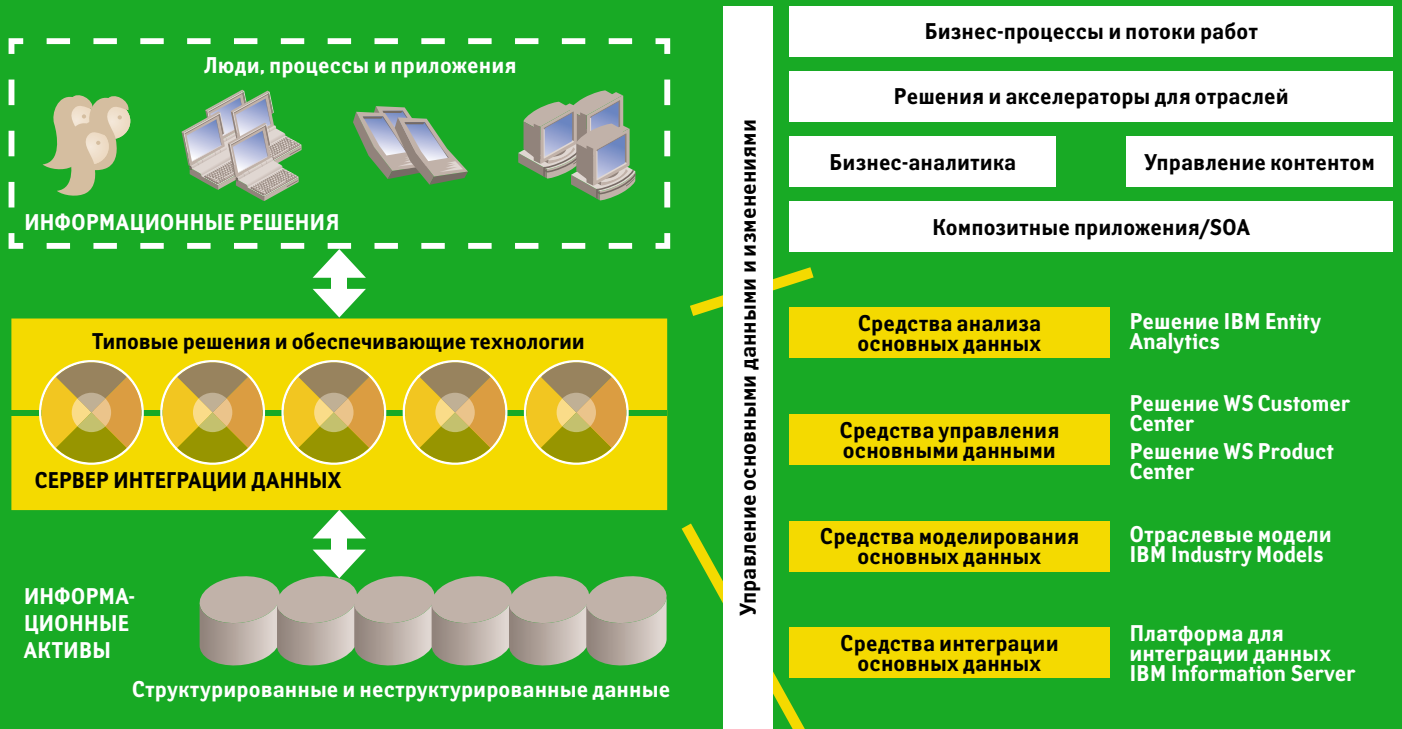 Люди, процессы и приложения
ИНФОРМАЦИОННЫЕ РЕШЕНИЯ
Типовые решения и обеспечивающие технологии
СЕРВЕР ИНТЕГРАЦИИ ДАННЫХ
ИНФОРМА-
ЦИОННЫЕ
АКТИВЫ
Структурированные и неструктурированные данные
Управление основными данными и изменениями
Бизнес-процессы и потоки работ
Решения и акселераторы для отраслей
Бизнес-аналитика
Управление контентом
Композитные приложения/SOA
Средства анализа
основных данных
Решение IBM Entity
Analytics
Средства управления
основными данными
Решение WS Customer
Center
Решение WS Product
Center
Средства моделирования
основных данных
Отраслевые модели
IBM Industry Models
Средства интеграции
основных данных
Платформа для
интеграции данных
IBM Information Server